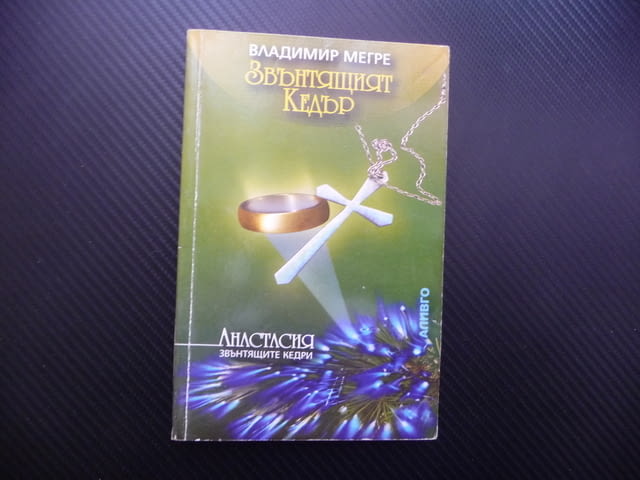 ВЛАДИМИР МЕГРЕ
ЗВЪНТЯЩИЯТ
КЕДЪР
АЛИВГО
АНАСТАСИЯ
ЗВЪНТЯЩИТЕ КЕДРИ